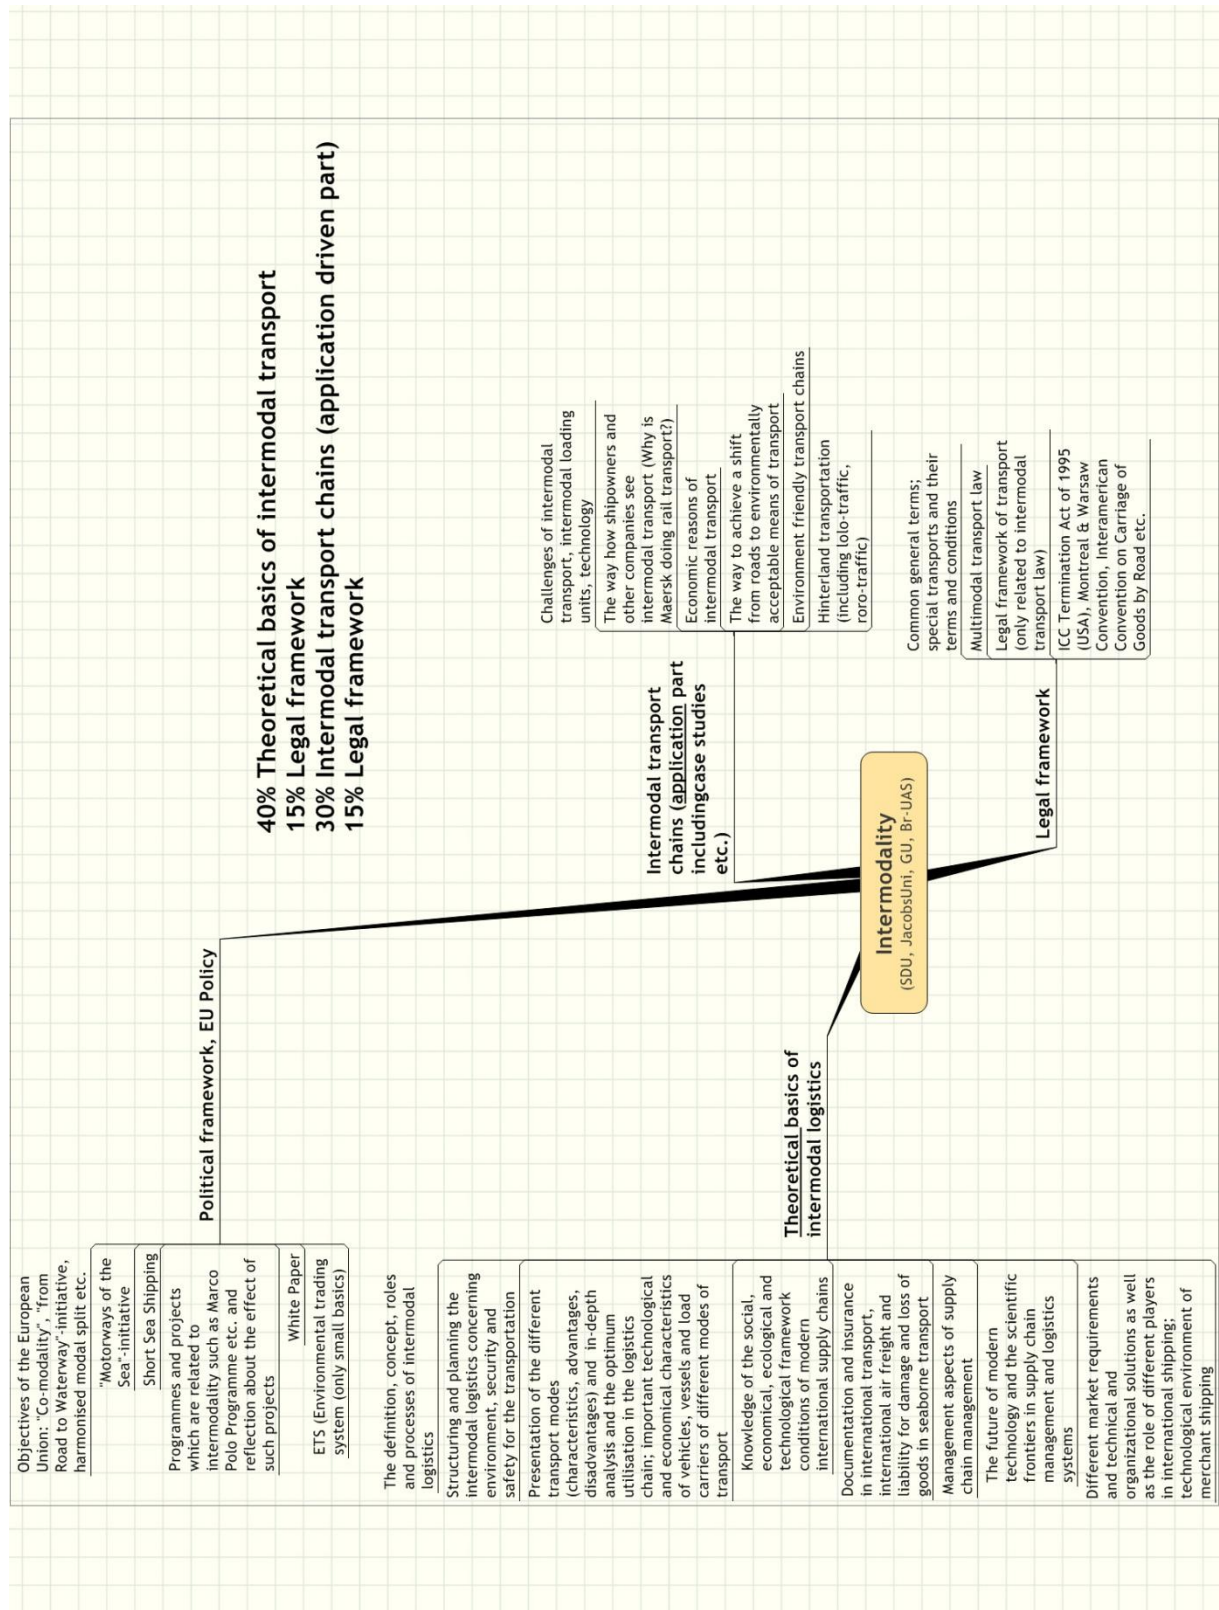 Objectives of the European
Union: "Co-modality", "from
Road to Waterway"-initiative,
harmonised modal split etc.
"Motorways of the
Sea"-initiative
Short Sea Shipping
Programmes and projects
which are related to
intermodality such as Marco
Polo Programme etc. and
reflection about the effect of
such projects
White Paper
ETS (Environmental trading
system (only small basics)
Political framework, EU Policy
40% Theoretical basics of intermodal transport
15% Legal framework
30% Intermodal transport chains (application driven part)
15% Legal framework
The definition, concept, roles
and processes of intermodal
logistics
Structuring and planning the
intermodal logistics concerning
environment, security and
safety for the transportation
Presentation of the different
transport modes
(characteristics, advantages,
disadvantages) and in-depth
analysis and the optimum
utilisation in the logistics
chain; important technological
and economical characteristics
of vehicles, vessels and load
carriers of different modes of
transport
Knowledge of the social,
economical, ecological and
technological framework
conditions of modern
international supply chains
Documentation and insurance
in international transport,
international air freight and
liability for damage and loss of
goods in seaborne transport
Management aspects of supply
chain management
The future of modern
technology and the scientific
frontiers in supply chain
management and logistics
systems
Different market requirements
and technical and
organizational solutions as well
as the role of different players
in international shipping;
technological environment of
merchant shipping
Theoretical basics of
intermodal logistics
Intermodality
(SDU, JacobsUni, GU, Br-UAS)
Intermodal transport
chains (application part
includingcase studies
etc.)
Challenges of intermodal
transport, intermodal loading
units, technology
The way how shipowners and
other companies see
intermodal transport (Why is
Maersk doing rail transport?)
Economic reasons of
intermodal transport
The way to achieve a shift
from roads to environmentally
acceptable means of transport
Environment friendly transport chains
Hinterland transportation
(including lolo-traffic,
roro-traffic)
Legal framework
Common general terms;
special transports and their
terms and conditions
Multimodal transport law
Legal framework of transport
(only related to intermodal
transport law)
ICC Termination Act of 1995
(USA), Montreal & Warsaw
Convention, Interamerican
Convention on Carriage of
Goods by Road etc.